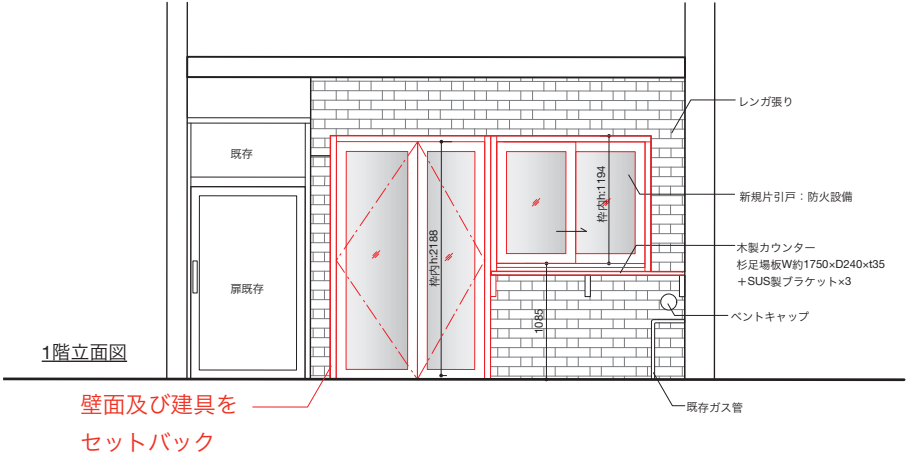 レンガ張り
既存
枠内h:1194
新規片引戸：防火設備
枠内h:2188
木製カウンター
杉足場板W約1750×D240×t35
＋SUS製ブラケット×3
扉既存
ベントキャップ
1085
1階立面図
壁面及び建具を
セットバック
既存ガス管